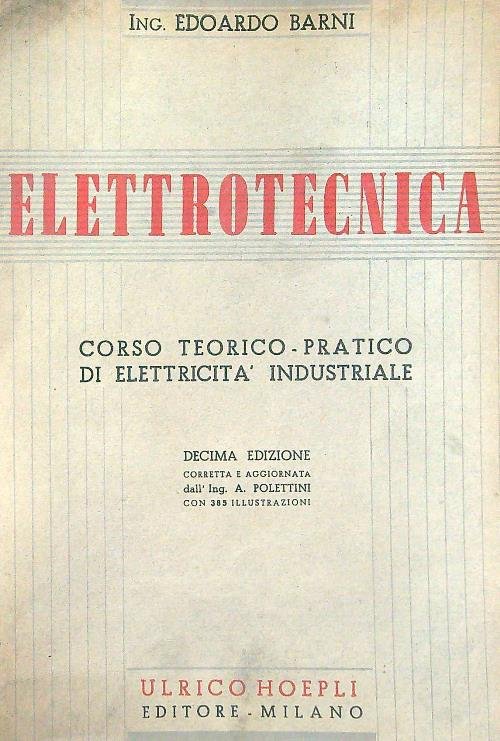 ING. EDOARDO BARNI
ELETTROTECNICA
CORSO TEORICO-PRATICO
DI ELETTRICITA' INDUSTRIALE
DECIMA EDIZIONE
CORRETTA E AGGIORNATA
dall' Ing. A. POLETTINI
CON 385 ILLUSTRAZIONI
ULRICO HOEPLI
EDITORE - MILANO